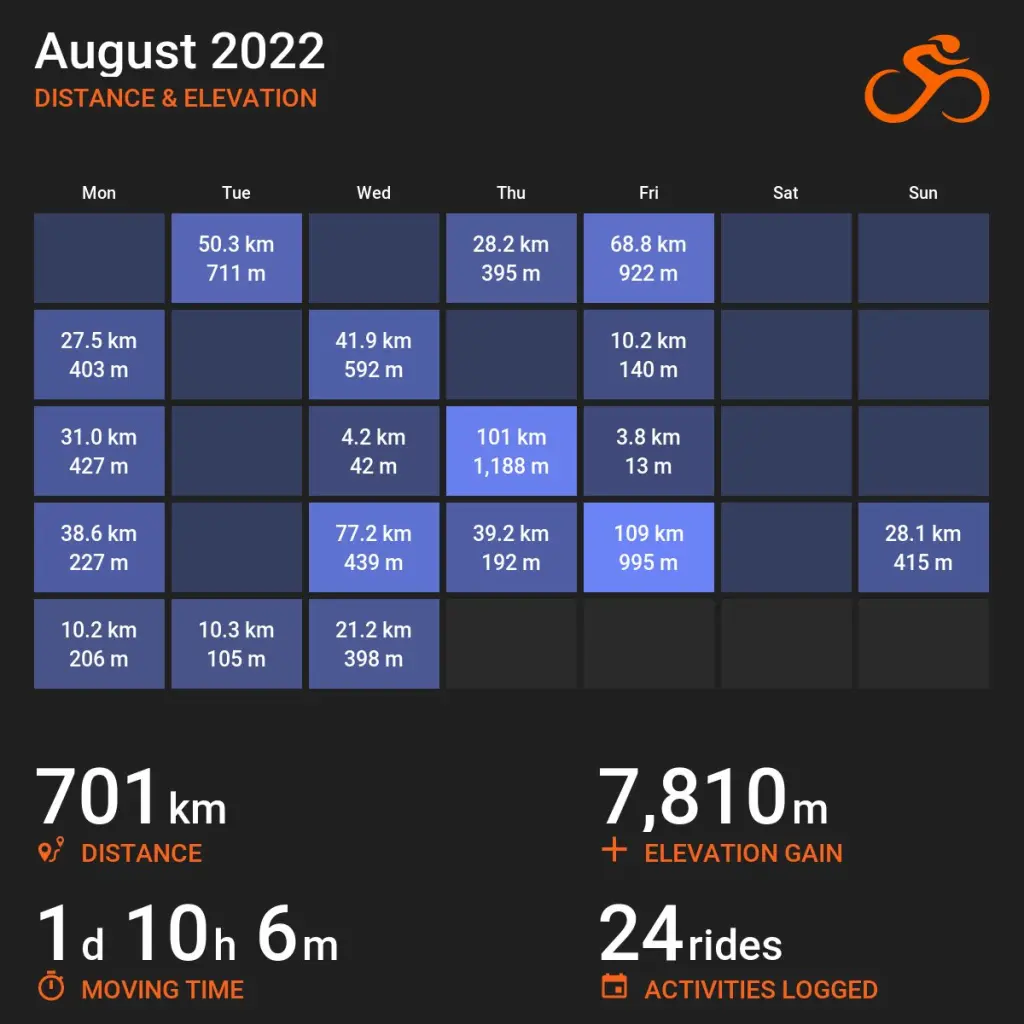 August 2022
DISTANCE & ELEVATION
Mon Tue Wed Thu Fri Sat Sun
50.3 km 28.2 km 68.8 km
711 m 395 m 922 m
27.5 km 41.9 km 10.2 km
403 m 592 m 140 m
31.0 km 4.2 km 101 km 3.8 km
427 m 42 m 1,188 m 13 m
38.6 km 77.2 km 39.2 km 109 km 28.1 km
227 m 439 m 192 m 995 m 415 m
10.2 km 10.3 km 21.2 km
206 m 105 m 398 m
701 km 7,810 m
DISTANCE ELEVATION GAIN
1d 10h 6m 24 rides
MOVING TIME ACTIVITIES LOGGED